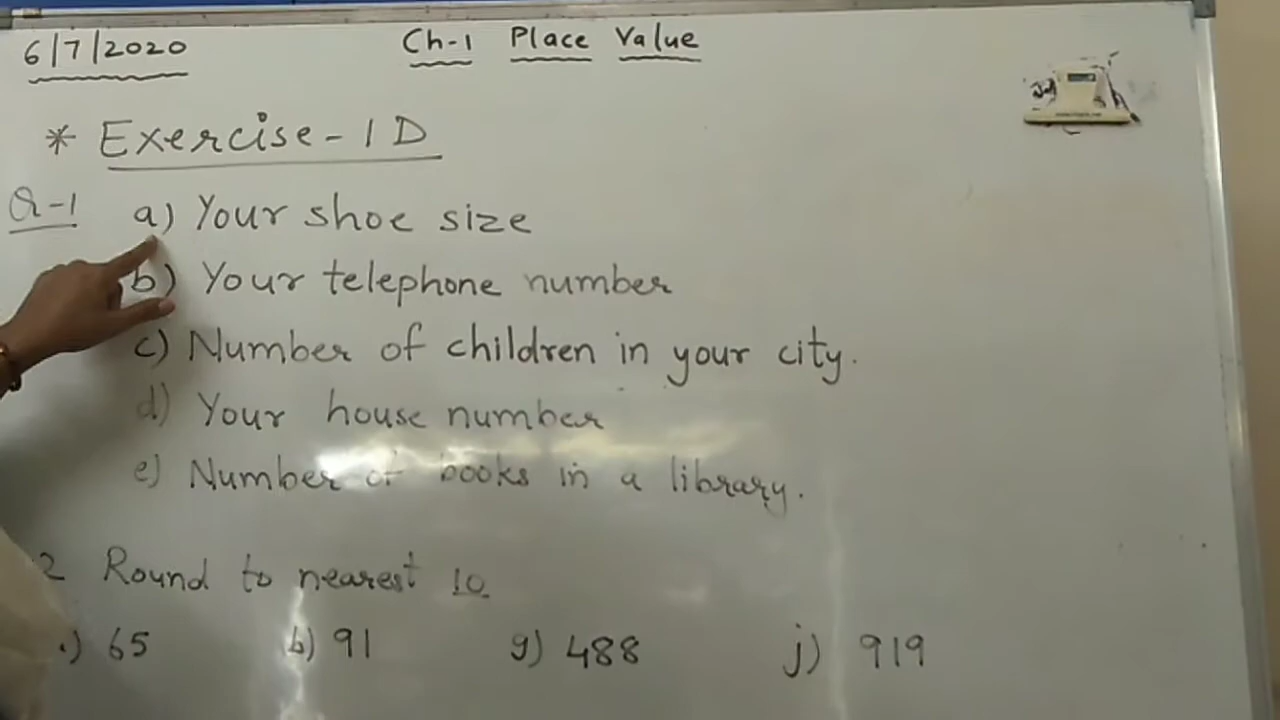 6/7/2020 Ch-1 Place Value
* Exercise-1D
Q-1 a) Your shoe size
b) Your telephone number
c) Number of children in your city.
d) Your house number
e) Number of books in a library.
2 Round to nearest 10
) 65 b) 91 g) 488 j) 919